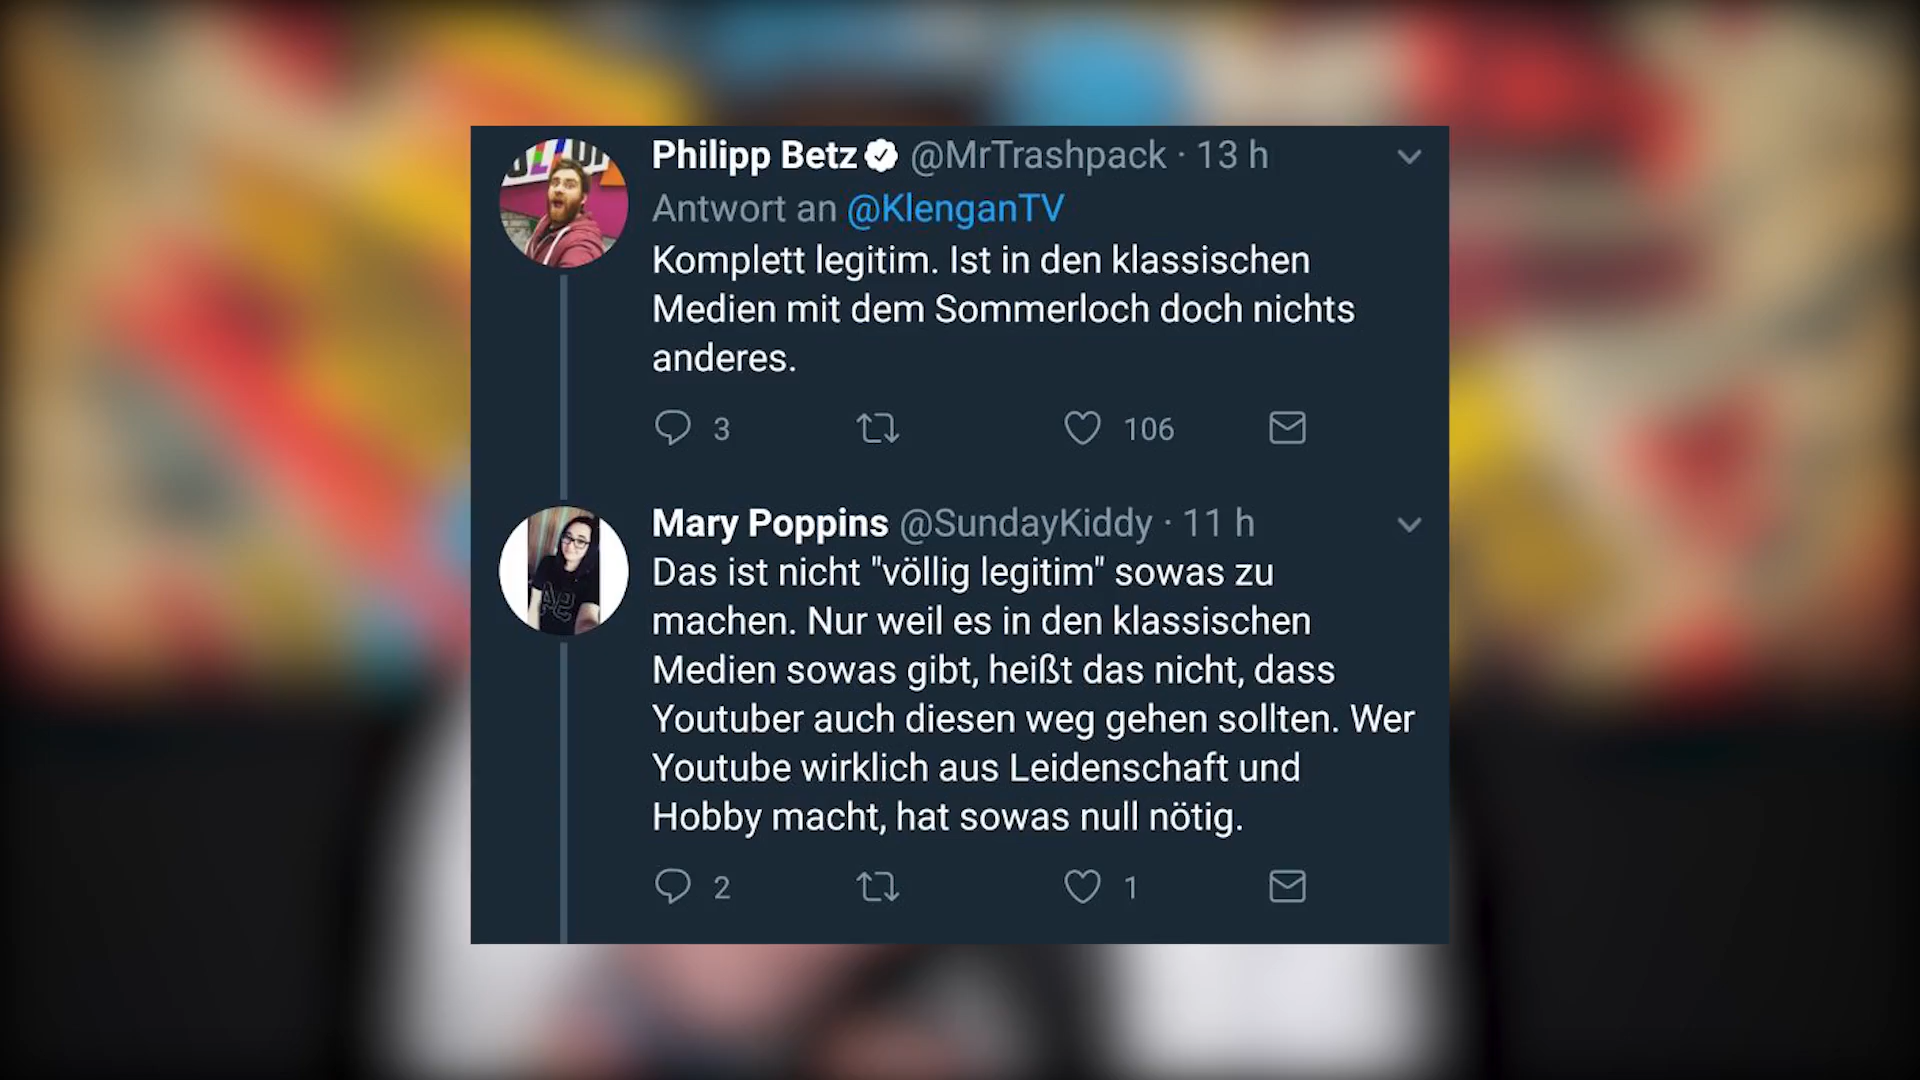 Philipp Betz @MrTrashpack · 13 h
Antwort an @KlenganTV
Komplett legitim. Ist in den klassischen
Medien mit dem Sommerloch doch nichts
anderes.
3 106
Mary Poppins @SundayKiddy · 11 h
Das ist nicht "völlig legitim" sowas zu
machen. Nur weil es in den klassischen
Medien sowas gibt, heißt das nicht, dass
Youtuber auch diesen weg gehen sollten. Wer
Youtube wirklich aus Leidenschaft und
Hobby macht, hat sowas null nötig.
2 1